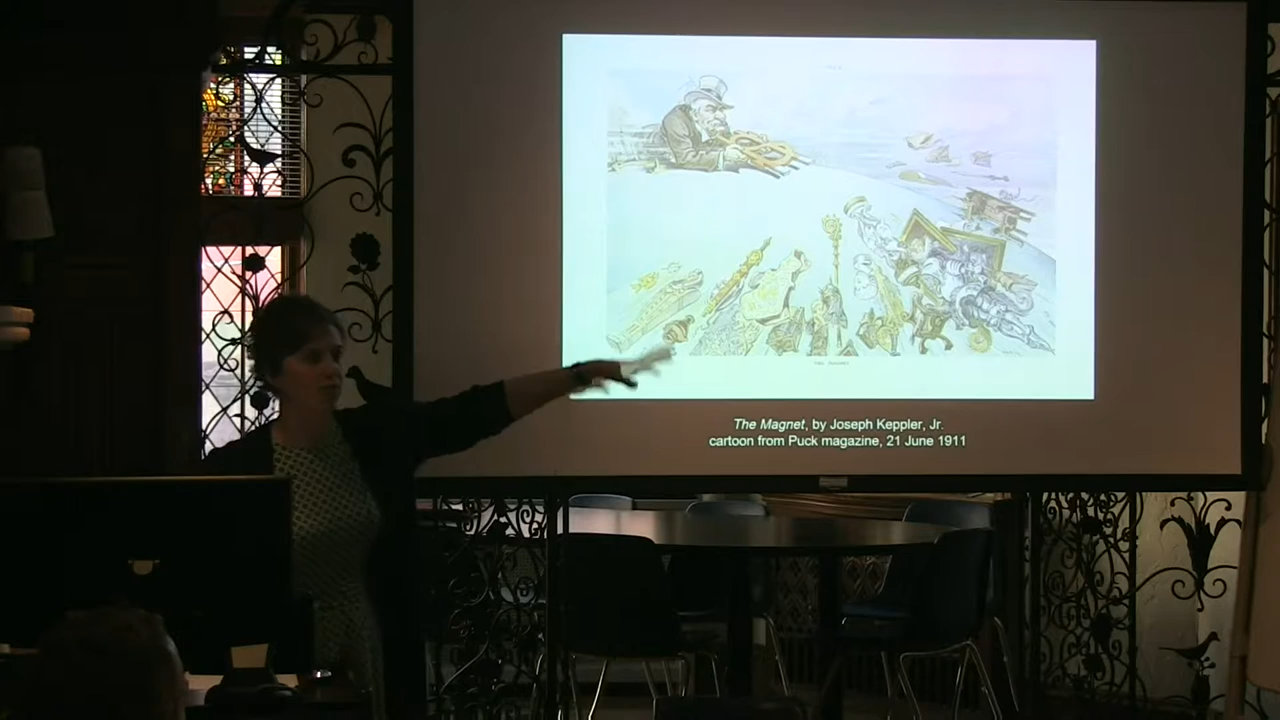 The Magnet, by Joseph Keppler, Jr.
cartoon from Puck magazine, 21 June 1911